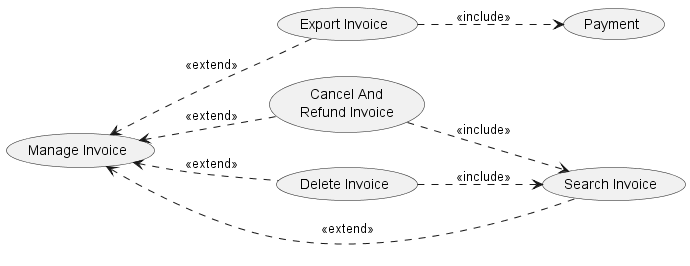 Export Invoice
«include»
Payment
«extend»
Cancel And
Refund Invoice
«extend»
«include»
Manage Invoice
«extend»
Delete Invoice
«include»
Search Invoice
«extend»